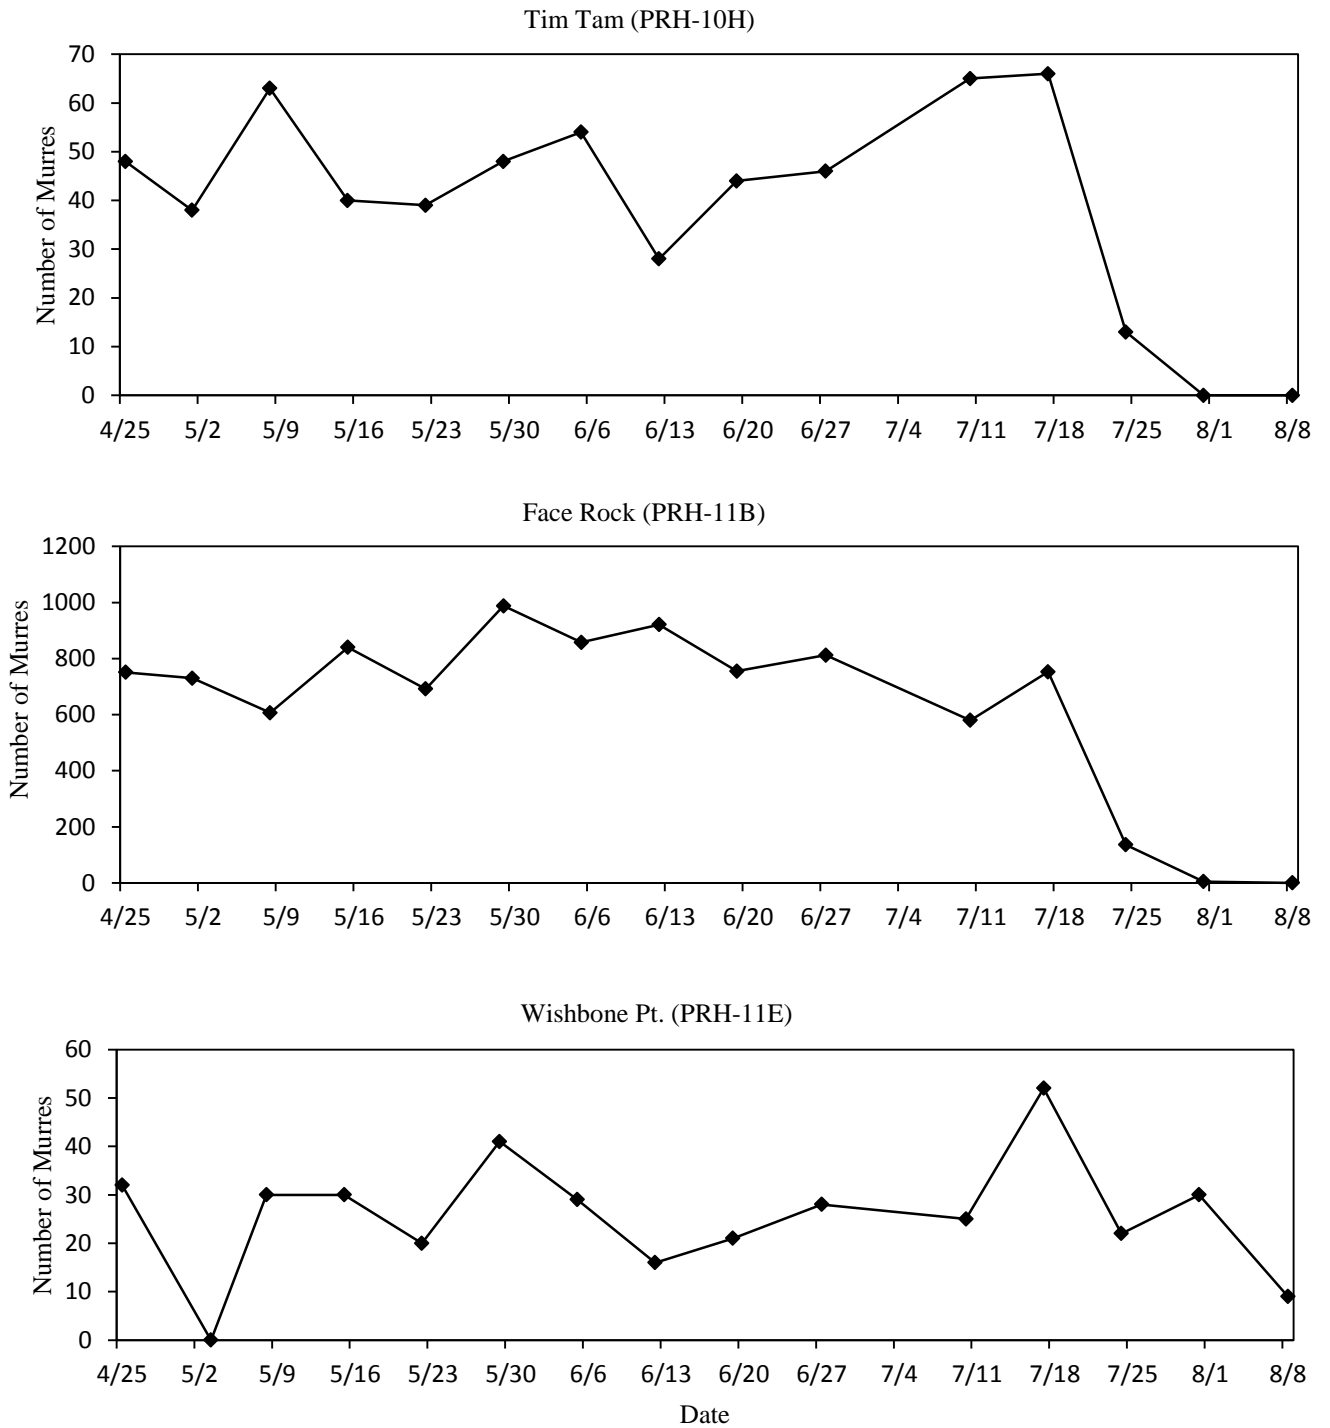 Tim Tam (PRH-10H)
70
60
50
40
30
20
10
0
Number of Murres
4/25 5/2 5/9 5/16 5/23 5/30 6/6 6/13 6/20 6/27 7/4 7/11 7/18 7/25 8/1 8/8
Face Rock (PRH-11B)
1200
1000
800
600
400
200
0
Number of Murres
4/25 5/2 5/9 5/16 5/23 5/30 6/6 6/13 6/20 6/27 7/4 7/11 7/18 7/25 8/1 8/8
Wishbone Pt. (PRH-11E)
60
50
40
30
20
10
0
Number of Murres
4/25 5/2 5/9 5/16 5/23 5/30 6/6 6/13 6/20 6/27 7/4 7/11 7/18 7/25 8/1 8/8
Date